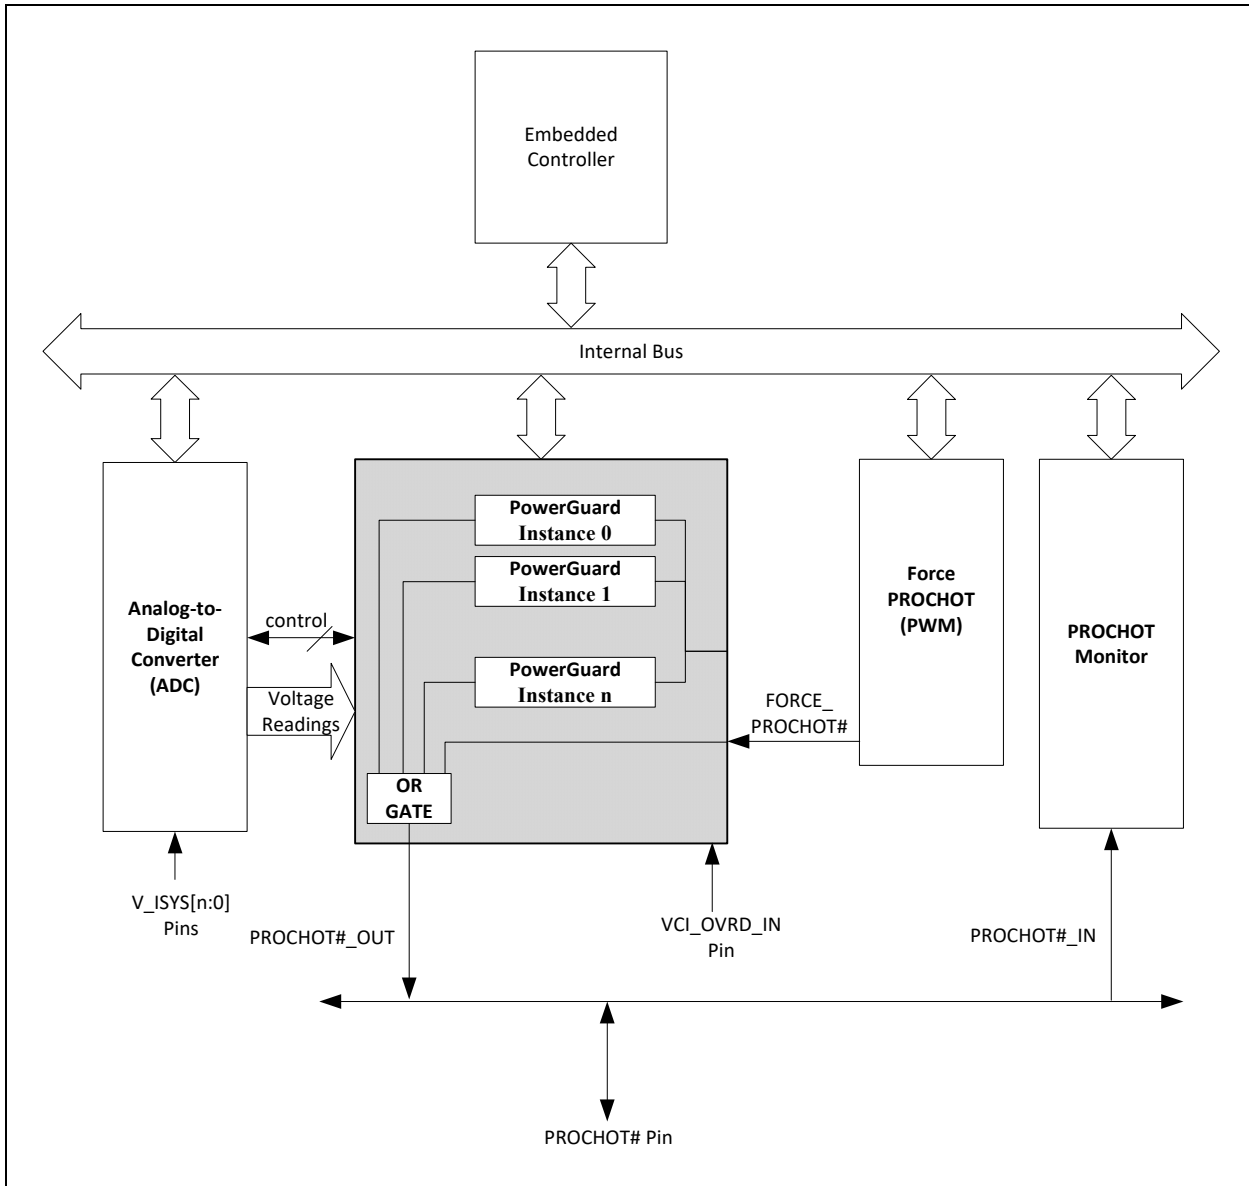 Embedded
Controller
Internal Bus
Analog-to-
Digital
Converter
(ADC)
control
Voltage
Readings
PowerGuard
Instance 0
PowerGuard
Instance 1
PowerGuard
Instance n
OR
GATE
FORCE_
PROCHOT#
Force
PROCHOT
(PWM)
PROCHOT
Monitor
V_ISYS[n:0]
Pins
PROCHOT#_OUT
VCI_OVRD_IN
Pin
PROCHOT#_IN
PROCHOT# Pin